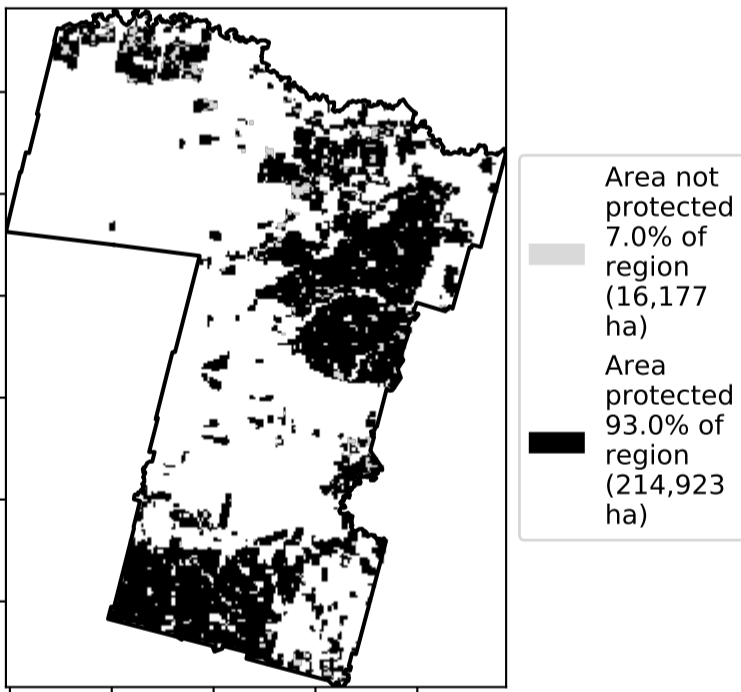 Area not
protected
7.0% of
region
(16,177
ha)
Area
protected
93.0% of
region
(214,923
ha)